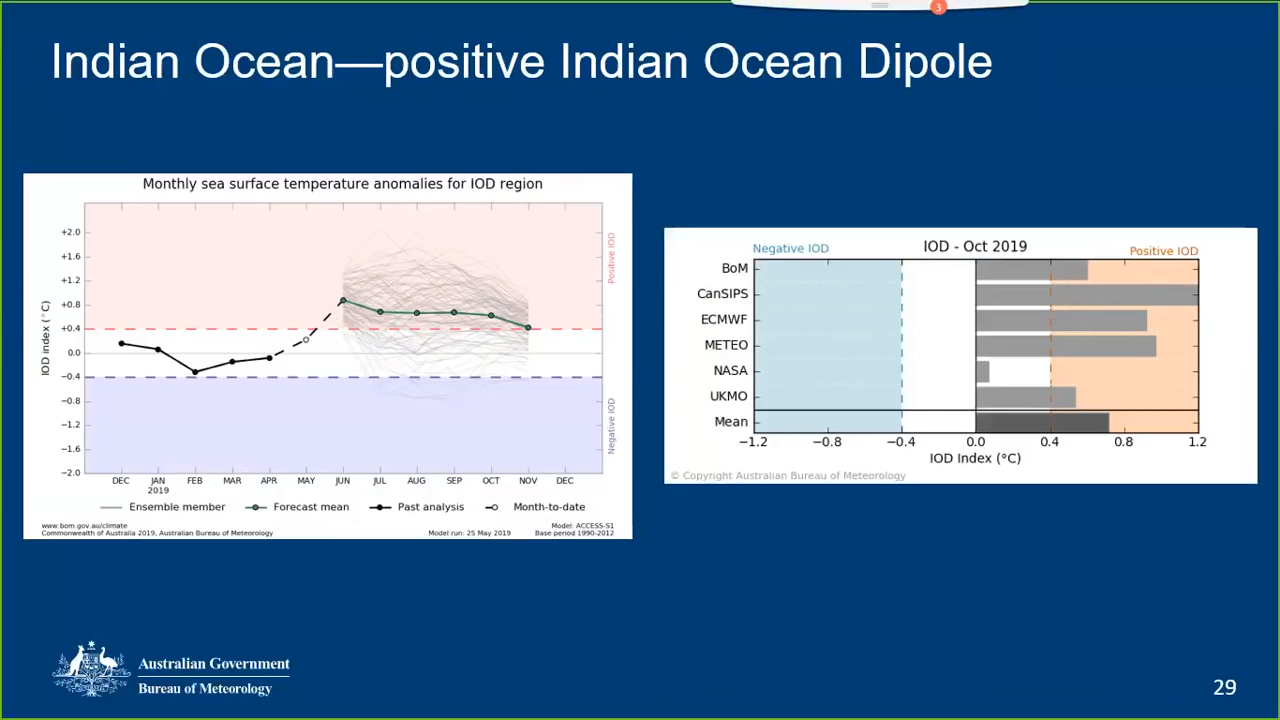 3
Indian Ocean—positive Indian Ocean Dipole
Monthly sea surface temperature anomalies for IOD region
+2.0
+1.6
+1.2
+0.8
+0.4
0.0
−0.4
−0.8
−1.2
−1.6
−2.0
IOD index (°C)
Positive IOD
Negative IOD
DEC JAN FEB MAR APR MAY JUN JUL AUG SEP OCT NOV DEC
2019
Ensemble member Forecast mean Past analysis Month-to-date
www.bom.gov.au/climate Model: ACCESS-S1
Commonwealth of Australia 2019, Australian Bureau of Meteorology Model run: 25 May 2019 Base period 1990-2012
Negative IOD IOD - Oct 2019 Positive IOD
BoM
CanSIPS
ECMWF
METEO
NASA
UKMO
Mean
−1.2 −0.8 −0.4 0.0 0.4 0.8 1.2
IOD Index (°C)
© Copyright Australian Bureau of Meteorology
Australian Government
Bureau of Meteorology
29